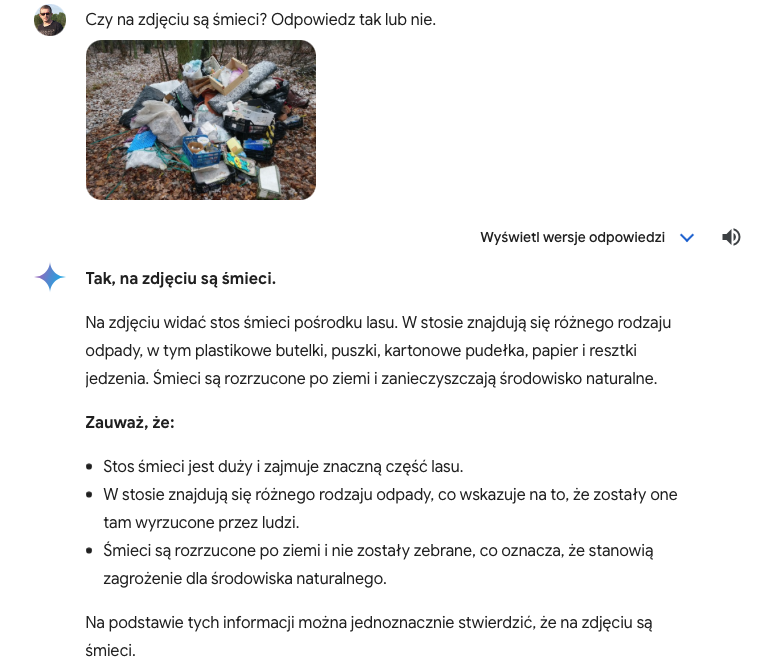 Czy na zdjęciu są śmieci? Odpowiedz tak lub nie.
Wyświetl wersje odpowiedzi
Tak, na zdjęciu są śmieci.
Na zdjęciu widać stos śmieci pośrodku lasu. W stosie znajdują się różnego rodzaju
odpady, w tym plastikowe butelki, puszki, kartonowe pudełka, papier i resztki
jedzenia. Śmieci są rozrzucone po ziemi i zanieczyszczają środowisko naturalne.
Zauważ, że:
Stos śmieci jest duży i zajmuje znaczną część lasu.
W stosie znajdują się różnego rodzaju odpady, co wskazuje na to, że zostały one
tam wyrzucone przez ludzi.
Śmieci są rozrzucone po ziemi i nie zostały zebrane, co oznacza, że stanowią
zagrożenie dla środowiska naturalnego.
Na podstawie tych informacji można jednoznacznie stwierdzić, że na zdjęciu są
śmieci.